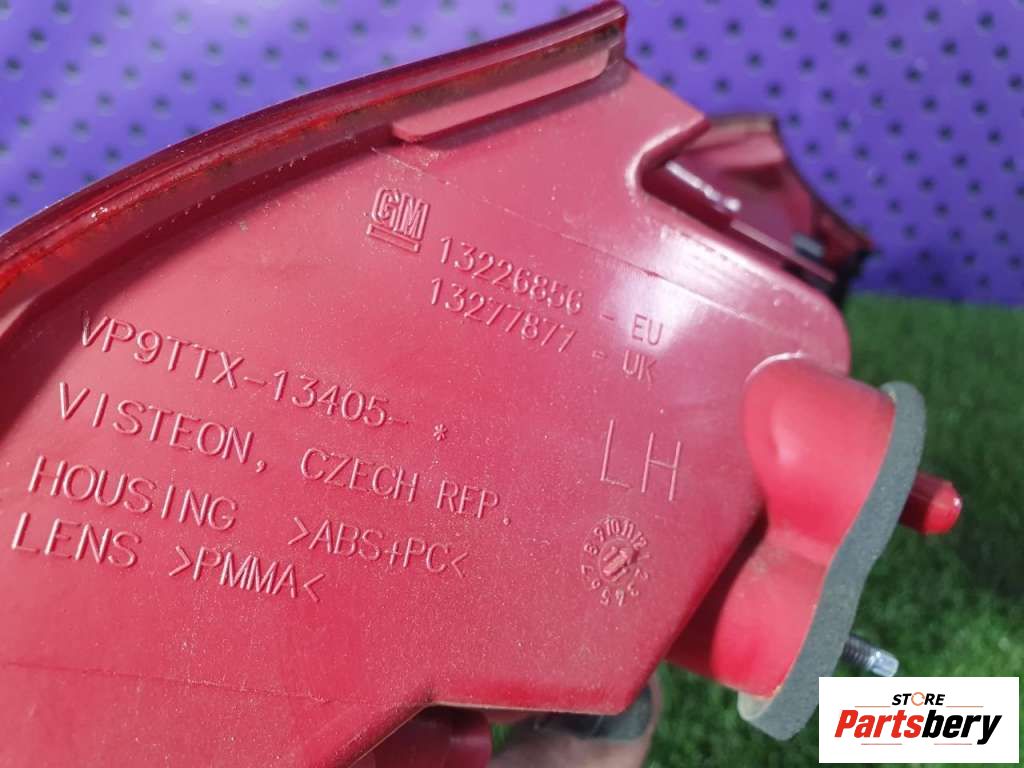 GM
13226856 - EU
13277877 - UK
VP9TTX-13405- *
VISTEON, CZECH REP.
HOUSING >ABS+PC<
LENS >PMMA<
LH
STORE
Partsbery